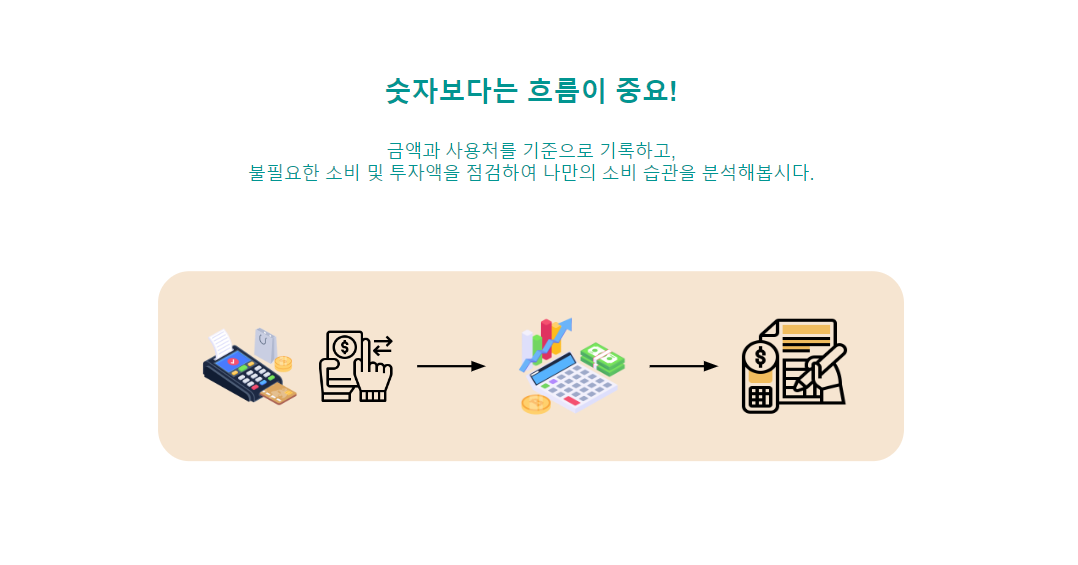 숫자보다는 흐름이 중요!
금액과 사용처를 기준으로 기록하고,
불필요한 소비 및 투자액을 점검하여 나만의 소비 습관을 분석해봅시다.